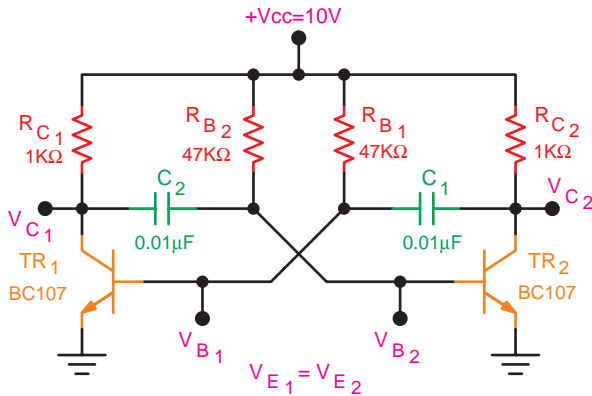 +Vcc=10V
RC1
1KΩ
RB2
47KΩ
RB1
47KΩ
RC2
1KΩ
C2
0.01µF
C1
0.01µF
VC1
VC2
TR1
BC107
TR2
BC107
VB1
VB2
VE1 = VE2